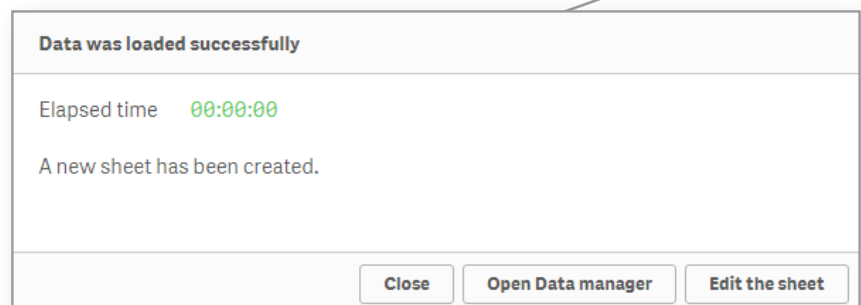 Data was loaded successfully
Elapsed time 00:00:00
A new sheet has been created.
Close Open Data manager Edit the sheet